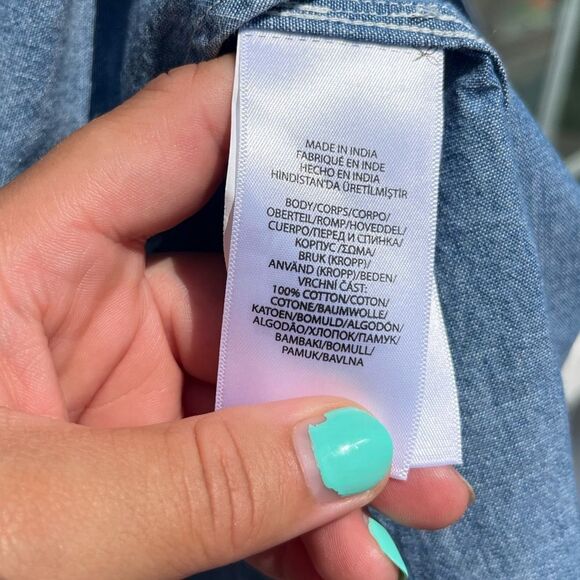 MADE IN INDIA
FABRIQUÉ EN INDE
HECHO EN INDIA
HİNDİSTAN'DA ÜRETİLMİŞTİR
BODY/CORPS/CORPO/
OBERTEIL/ROMP/HOVEDDEL/
CUERPO/ПЕРЕД И СПИНКА/
КОРПУС /ΣΩΜΑ/
BRUK (KROPP)/
ANVÄND (KROPP)/BEDEN/
VRCHNÍ ČÁST:
100% COTTON/COTON/
COTONE/BAUMWOLLE/
KATOEN/BOMULD/ALGODÓN/
ALGODÃO/ХЛОПОК/ПАМУК/
BAMBAKI/BOMULL/
PAMUK/BAVLNA